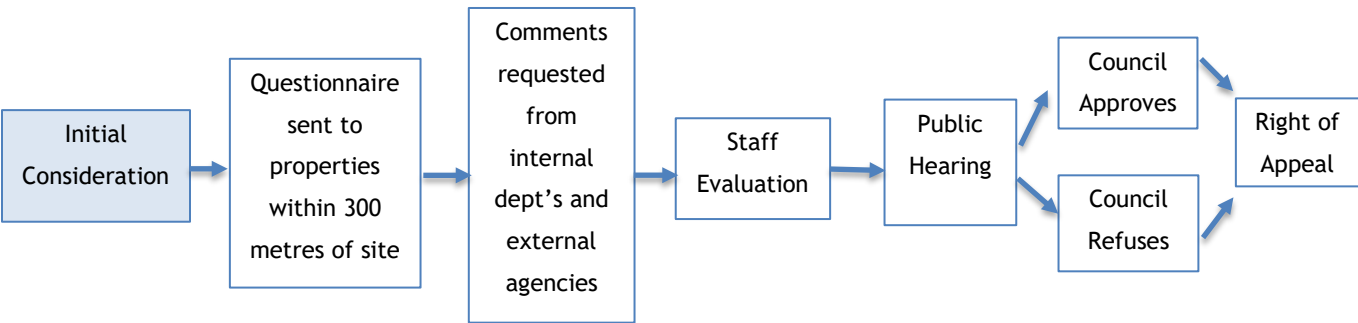 Initial
Consideration
Questionnaire
sent to
properties
within 300
metres of site
Comments
requested
from
internal
dept’s and
external
agencies
Staff
Evaluation
Public
Hearing
Council
Approves
Council
Refuses
Right of
Appeal